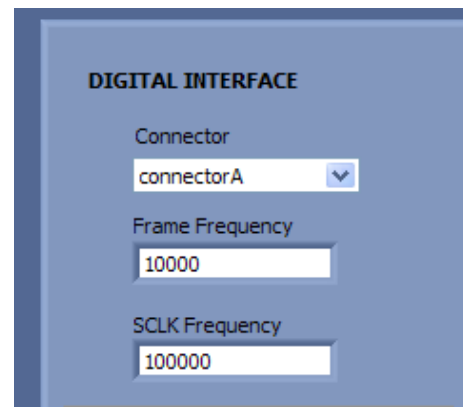 DIGITAL INTERFACE
Connector
connectorA
Frame Frequency
10000
SCLK Frequency
100000